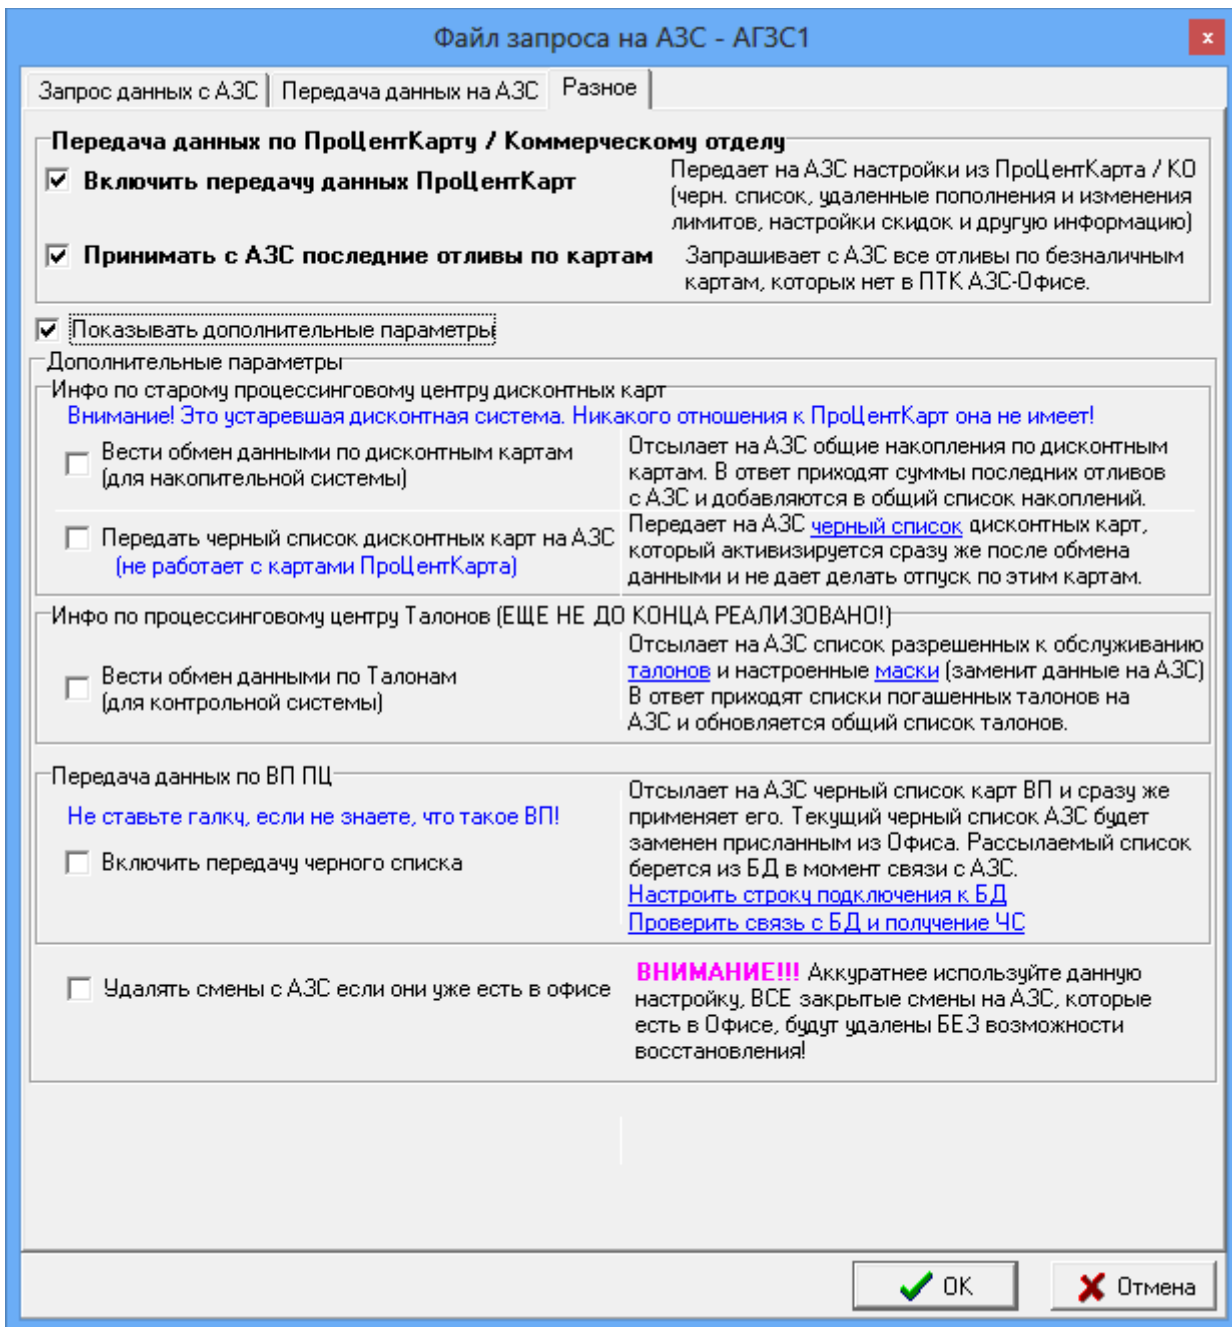 Файл запроса на АЗС - АГЗС1
x
Запрос данных с АЗС
Передача данных на АЗС
Разное
Передача данных по ПроЦентКарту / Коммерческому отделу
Включить передачу данных ПроЦентКарт
Передает на АЗС настройки из ПроЦентКарта / КО
(черн. список, удаленные пополнения и изменения
лимитов, настройки скидок и другую информацию)
Принимать с АЗС последние отливы по картам
Запрашивает с АЗС все отливы по безналичным
картам, которых нет в ПТК АЗС-Офисе.
Показывать дополнительные параметры
Дополнительные параметры
Инфо по старому процессинговому центру дисконтных карт
Внимание! Это устаревшая дисконтная система. Никакого отношения к ПроЦентКарт она не имеет!
Вести обмен данными по дисконтным картам
(для накопительной системы)
Отсылает на АЗС общие накопления по дисконтным
картам. В ответ приходят суммы последних отливов
с АЗС и добавляются в общий список накоплений.
Передать черный список дисконтных карт на АЗС
(не работает с картами ПроЦентКарта)
Передает на АЗС черный список дисконтных карт,
который активизируется сразу же после обмена
данными и не дает делать отпуск по этим картам.
Инфо по процессинговому центру Талонов (ЕЩЕ НЕ ДО КОНЦА РЕАЛИЗОВАНО!)
Вести обмен данными по Талонам
(для контрольной системы)
Отсылает на АЗС список разрешенных к обслуживанию
талонов и настроенные маски (заменит данные на АЗС)
В ответ приходят списки погашенных талонов на
АЗС и обновляется общий список талонов.
Передача данных по ВП ПЦ
Не ставьте галку, если не знаете, что такое ВП!
Включить передачу черного списка
Отсылает на АЗС черный список карт ВП и сразу же
применяет его. Текущий черный список АЗС будет
заменен присланным из Офиса. Рассылаемый список
берется из БД в момент связи с АЗС.
Настроить строку подключения к БД
Проверить связь с БД и получение ЧС
Удалять смены с АЗС если они уже есть в офисе
ВНИМАНИЕ!!! Аккуратнее используйте данную
настройку, ВСЕ закрытые смены на АЗС, которые
есть в Офисе, будут удалены БЕЗ возможности
восстановления!
OK
Отмена